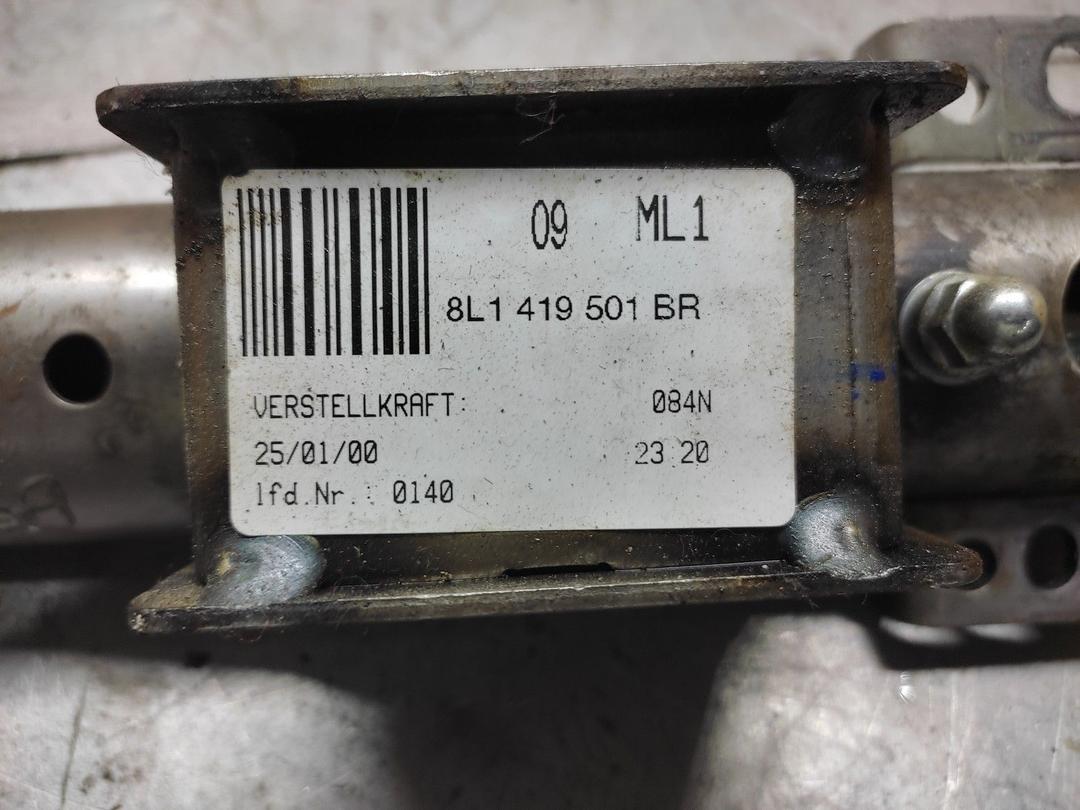 09 ML1
8L1 419 501 BR
VERSTELLKRAFT: 084N
25/01/00 23 20
lfd.Nr.: 0140